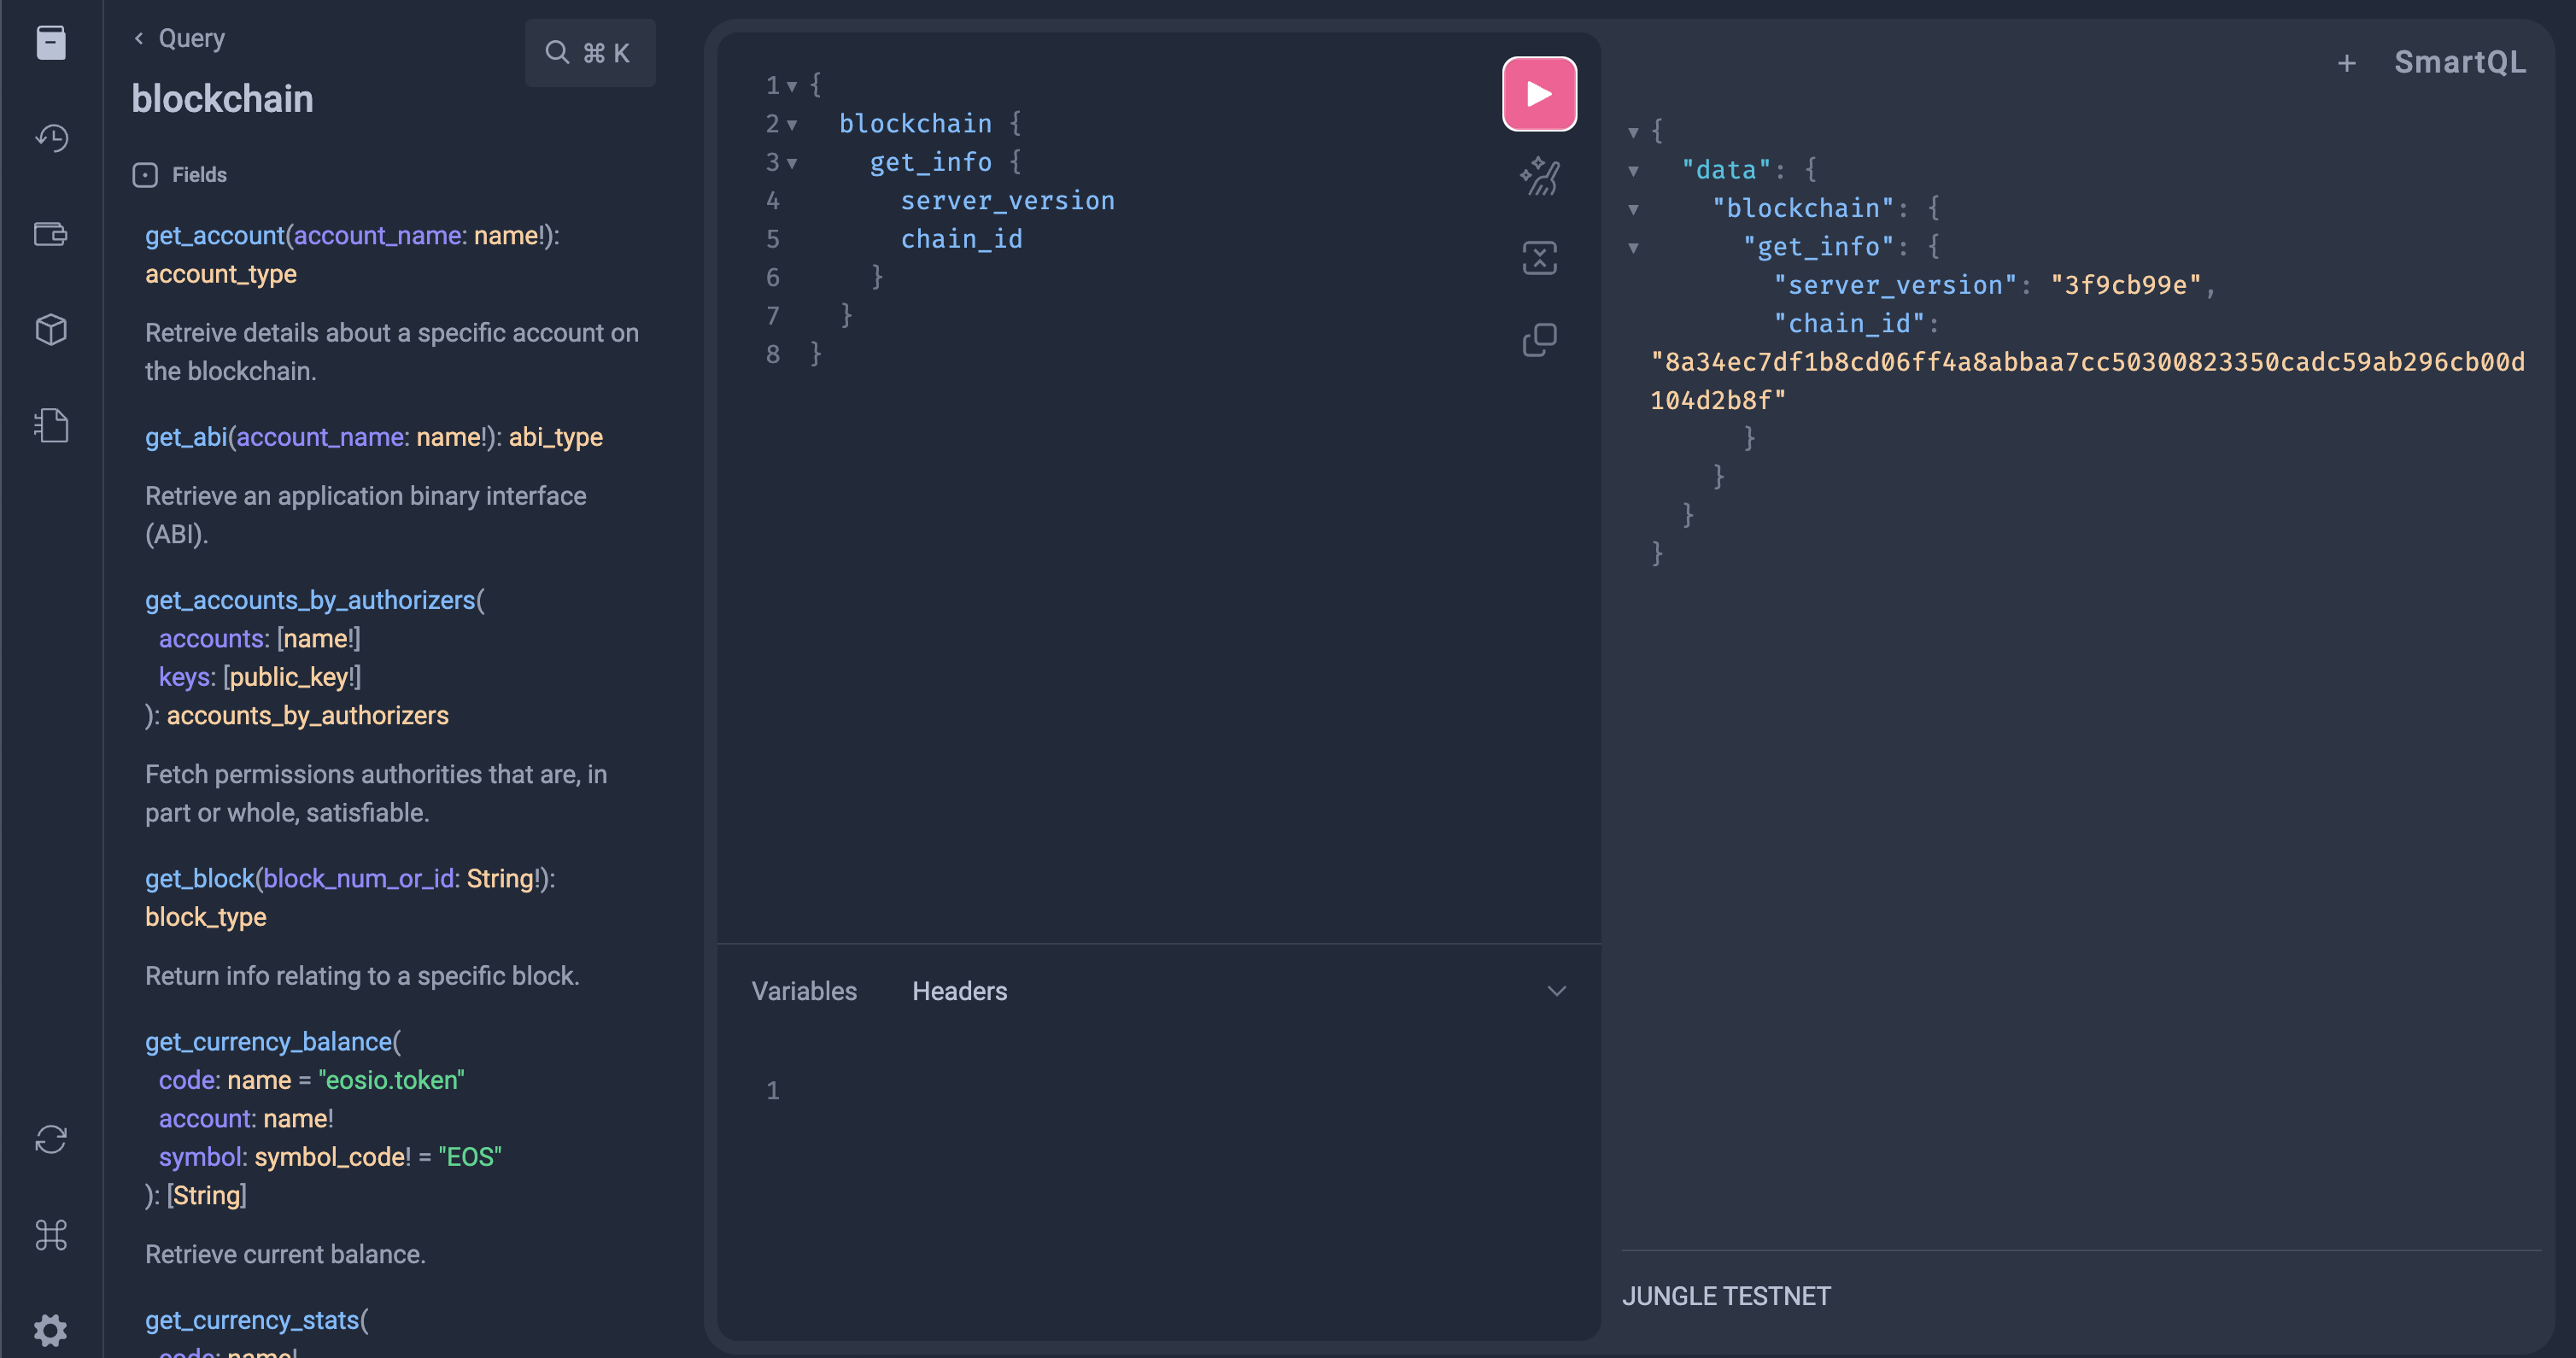 Query
⌘ K
blockchain
Fields
get_account(account_name: name!):
account_type
Retreive details about a specific account on
the blockchain.
get_abi(account_name: name!): abi_type
Retrieve an application binary interface
(ABI).
get_accounts_by_authorizers(
accounts: [name!]
keys: [public_key!]
): accounts_by_authorizers
Fetch permissions authorities that are, in
part or whole, satisfiable.
get_block(block_num_or_id: String!):
block_type
Return info relating to a specific block.
get_currency_balance(
code: name = "eosio.token"
account: name!
symbol: symbol_code! = "EOS"
): [String]
Retrieve current balance.
get_currency_stats(
code: name!
1 {
2 blockchain {
3 get_info {
4 server_version
5 chain_id
6 }
7 }
8 }
Variables Headers
1
+ SmartQL
{
"data": {
"blockchain": {
"get_info": {
"server_version": "3f9cb99e",
"chain_id":
"8a34ec7df1b8cd06ff4a8abbaa7cc50300823350cadc59ab296cb00d
104d2b8f"
}
}
}
}
JUNGLE TESTNET